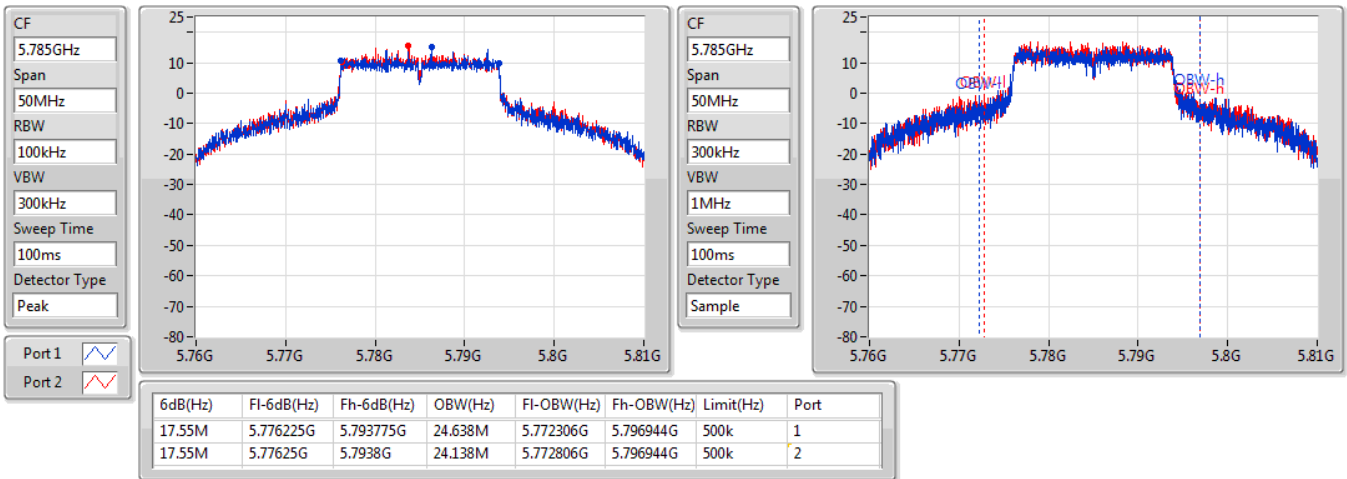 CF
5.785GHz
Span
50MHz
RBW
100kHz
VBW
300kHz
Sweep Time
100ms
Detector Type
Peak
Port 1
Port 2
25
10
0
-10
-20
-30
-40
-50
-60
-70
-80
5.76G 5.77G 5.78G 5.79G 5.8G 5.81G
CF
5.785GHz
Span
50MHz
RBW
300kHz
VBW
1MHz
Sweep Time
100ms
Detector Type
Sample
25
10
0
-10
-20
-30
-40
-50
-60
-70
-80
OBW-l
OBW-h
OBW-h
5.76G 5.77G 5.78G 5.79G 5.8G 5.81G
6dB(Hz) Fl-6dB(Hz) Fh-6dB(Hz) OBW(Hz) Fl-OBW(Hz) Fh-OBW(Hz) Limit(Hz) Port
17.55M 5.776225G 5.793775G 24.638M 5.772306G 5.796944G 500k 1
17.55M 5.77625G 5.7938G 24.138M 5.772806G 5.796944G 500k 2